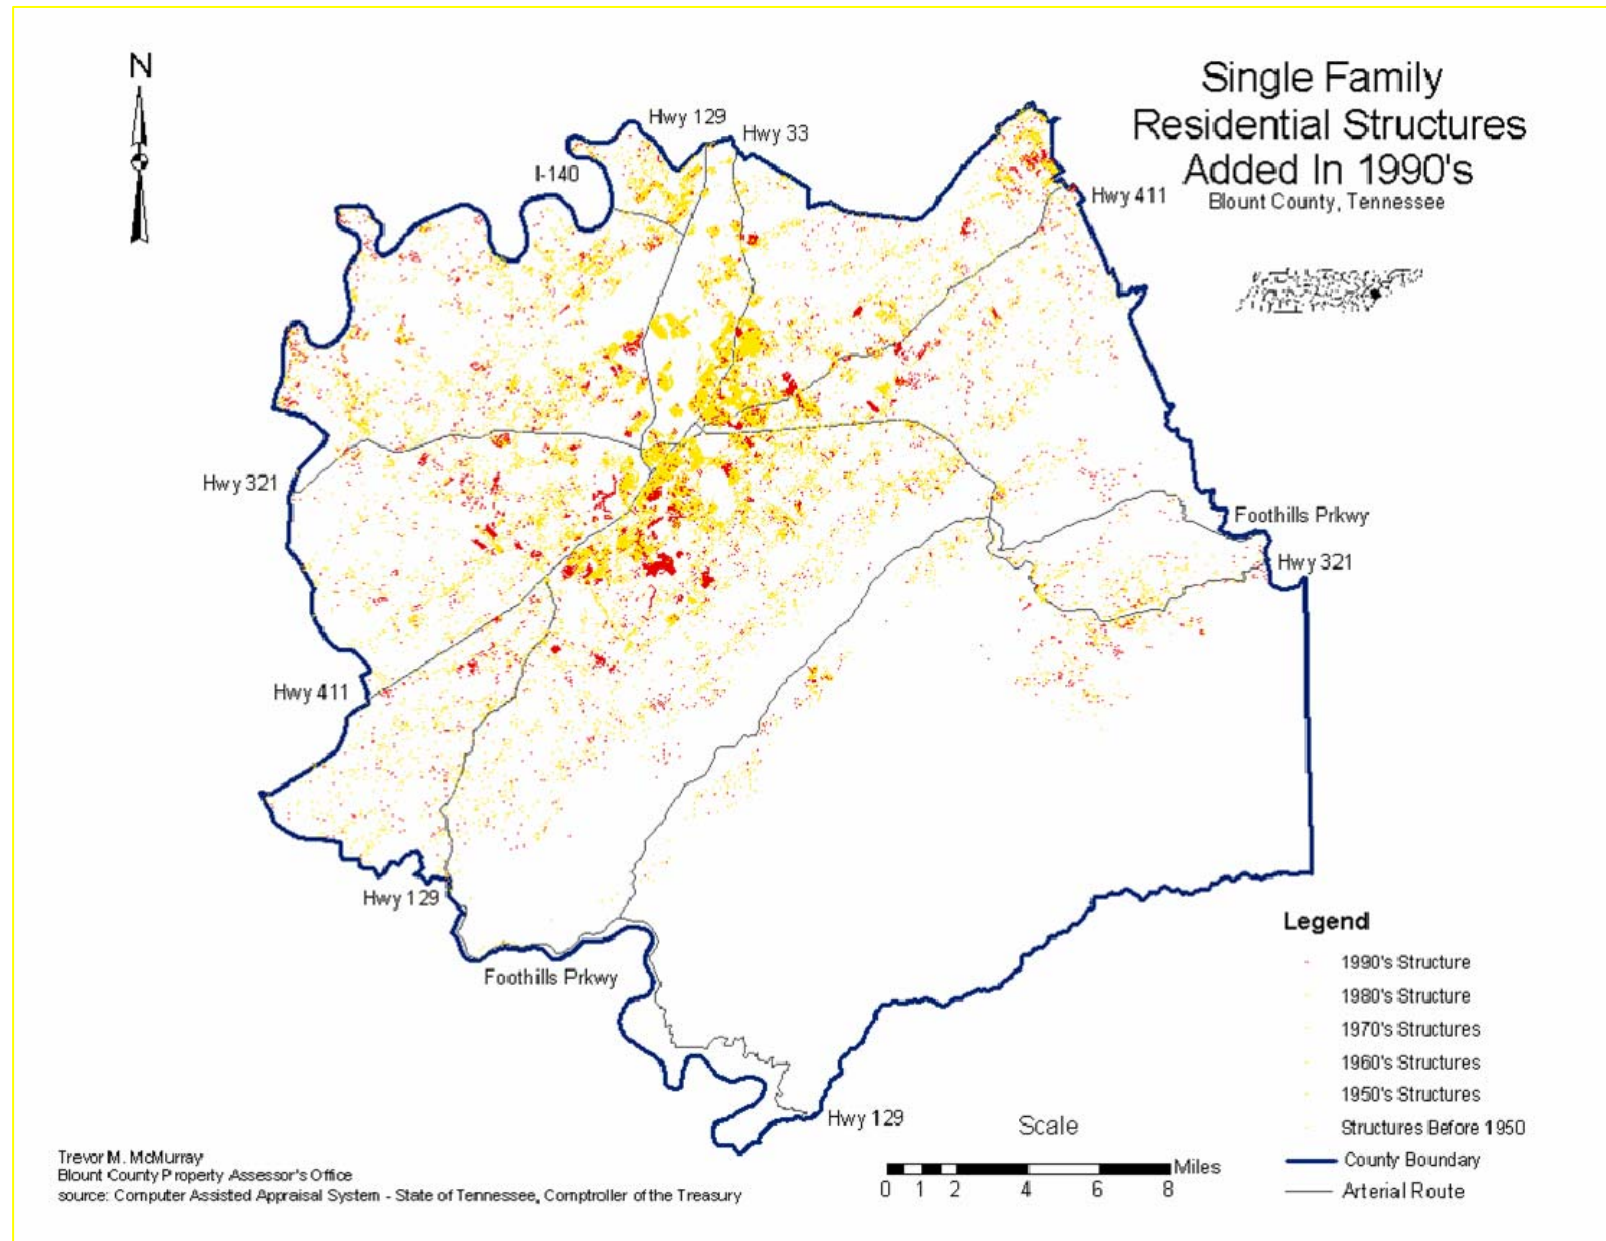 N
Single Family
Residential Structures
Added In 1990's
Blount County, Tennessee
Hwy 129
Hwy 33
I-140
Hwy 411
Hwy 321
Foothills Prkwy
Hwy 321
Hwy 411
Hwy 129
Foothills Prkwy
Hwy 129
Legend
1990's Structure
1980's Structure
1970's Structures
1960's Structures
1950's Structures
Structures Before 1950
County Boundary
Arterial Route
Scale
Miles
0 1 2 4 6 8
Trevor M. McMurray
Blount County Property Assessor's Office
source: Computer Assisted Appraisal System - State of Tennessee, Comptroller of the Treasury